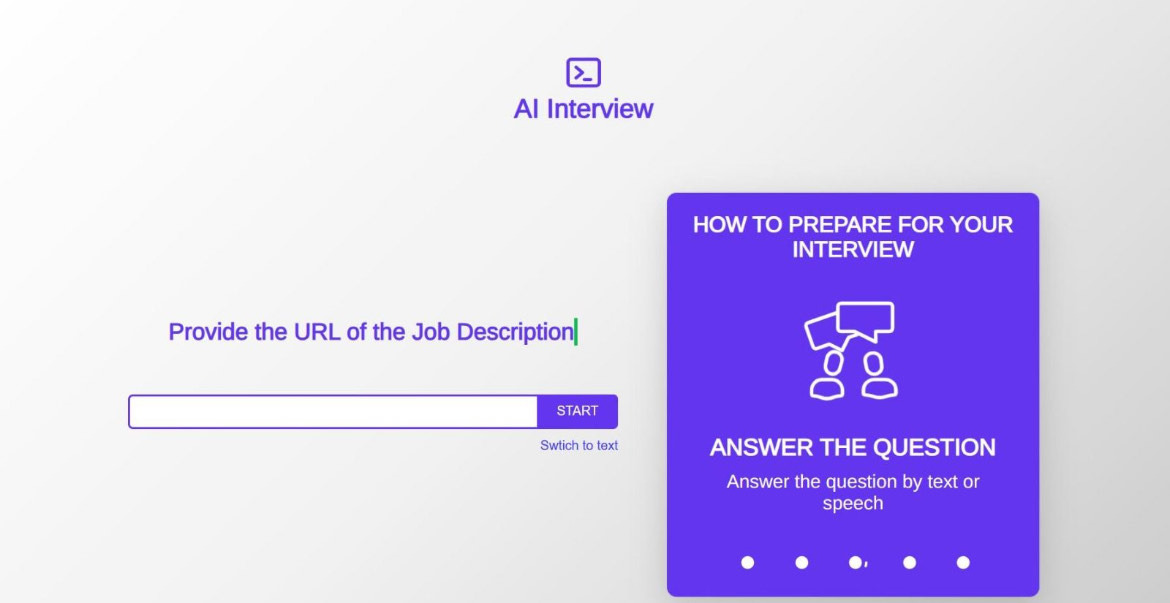 AI Interview
Provide the URL of the Job Description
START
Swtich to text
HOW TO PREPARE FOR YOUR
INTERVIEW
ANSWER THE QUESTION
Answer the question by text or
speech